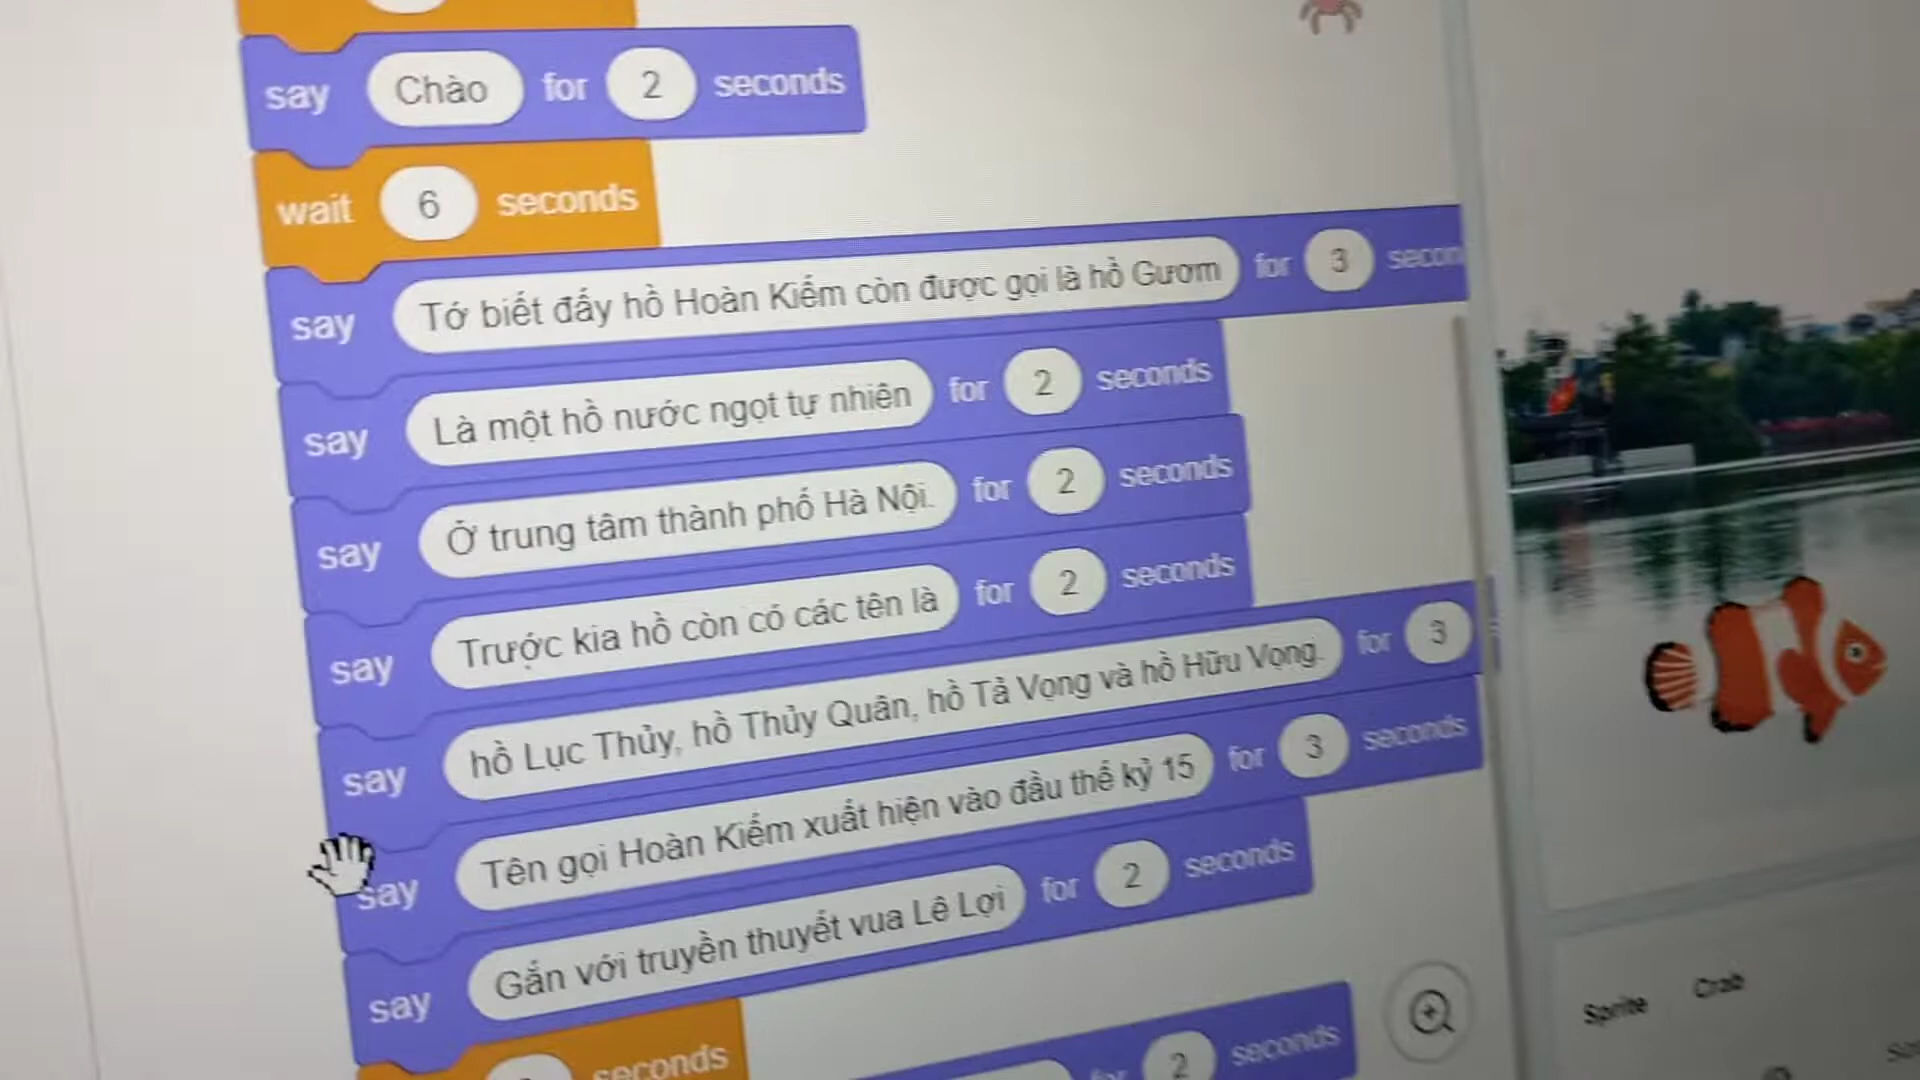 say Chào for 2 seconds
wait 6 seconds
say Tớ biết đấy hồ Hoàn Kiếm còn được gọi là hồ Gươm for 3 secon
say Là một hồ nước ngọt tự nhiên for 2 seconds
say Ở trung tâm thành phố Hà Nội. for 2 seconds
say Trước kia hồ còn có các tên là for 2 seconds
say hồ Lục Thủy, hồ Thủy Quân, hồ Tả Vọng và hồ Hữu Vọng. for 3
say Tên gọi Hoàn Kiếm xuất hiện vào đầu thế kỷ 15 for 3 seconds
say Gắn với truyền thuyết vua Lê Lợi for 2 seconds
seconds
for 2 seconds
Sprite Crab